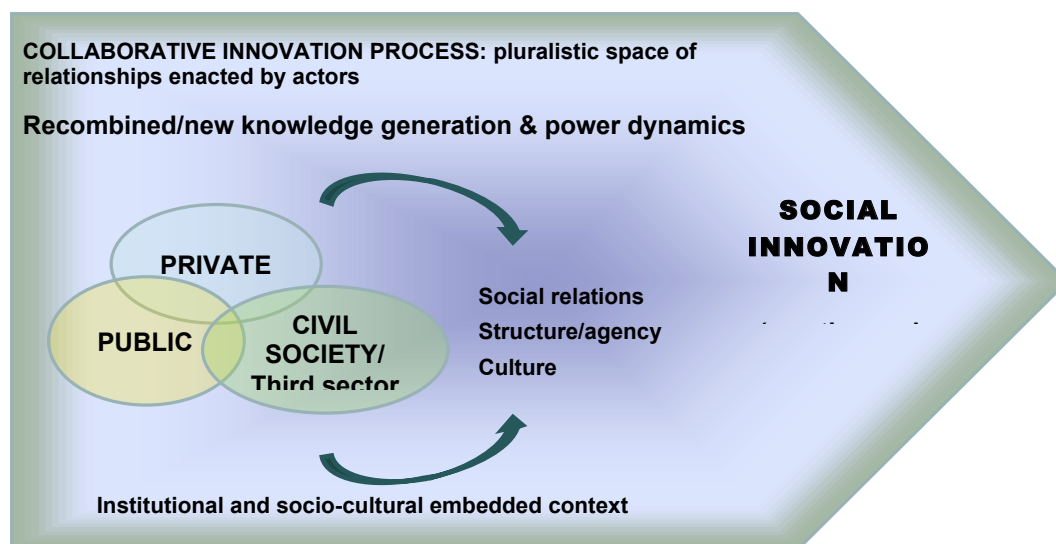 COLLABORATIVE INNOVATION PROCESS: pluralistic space of
relationships enacted by actors
Recombined/new knowledge generation & power dynamics
SOCIAL
INNOVATIO
N
PRIVATE
PUBLIC
CIVIL
SOCIETY/
Third sector
Social relations
Structure/agency
Culture
Institutional and socio-cultural embedded context